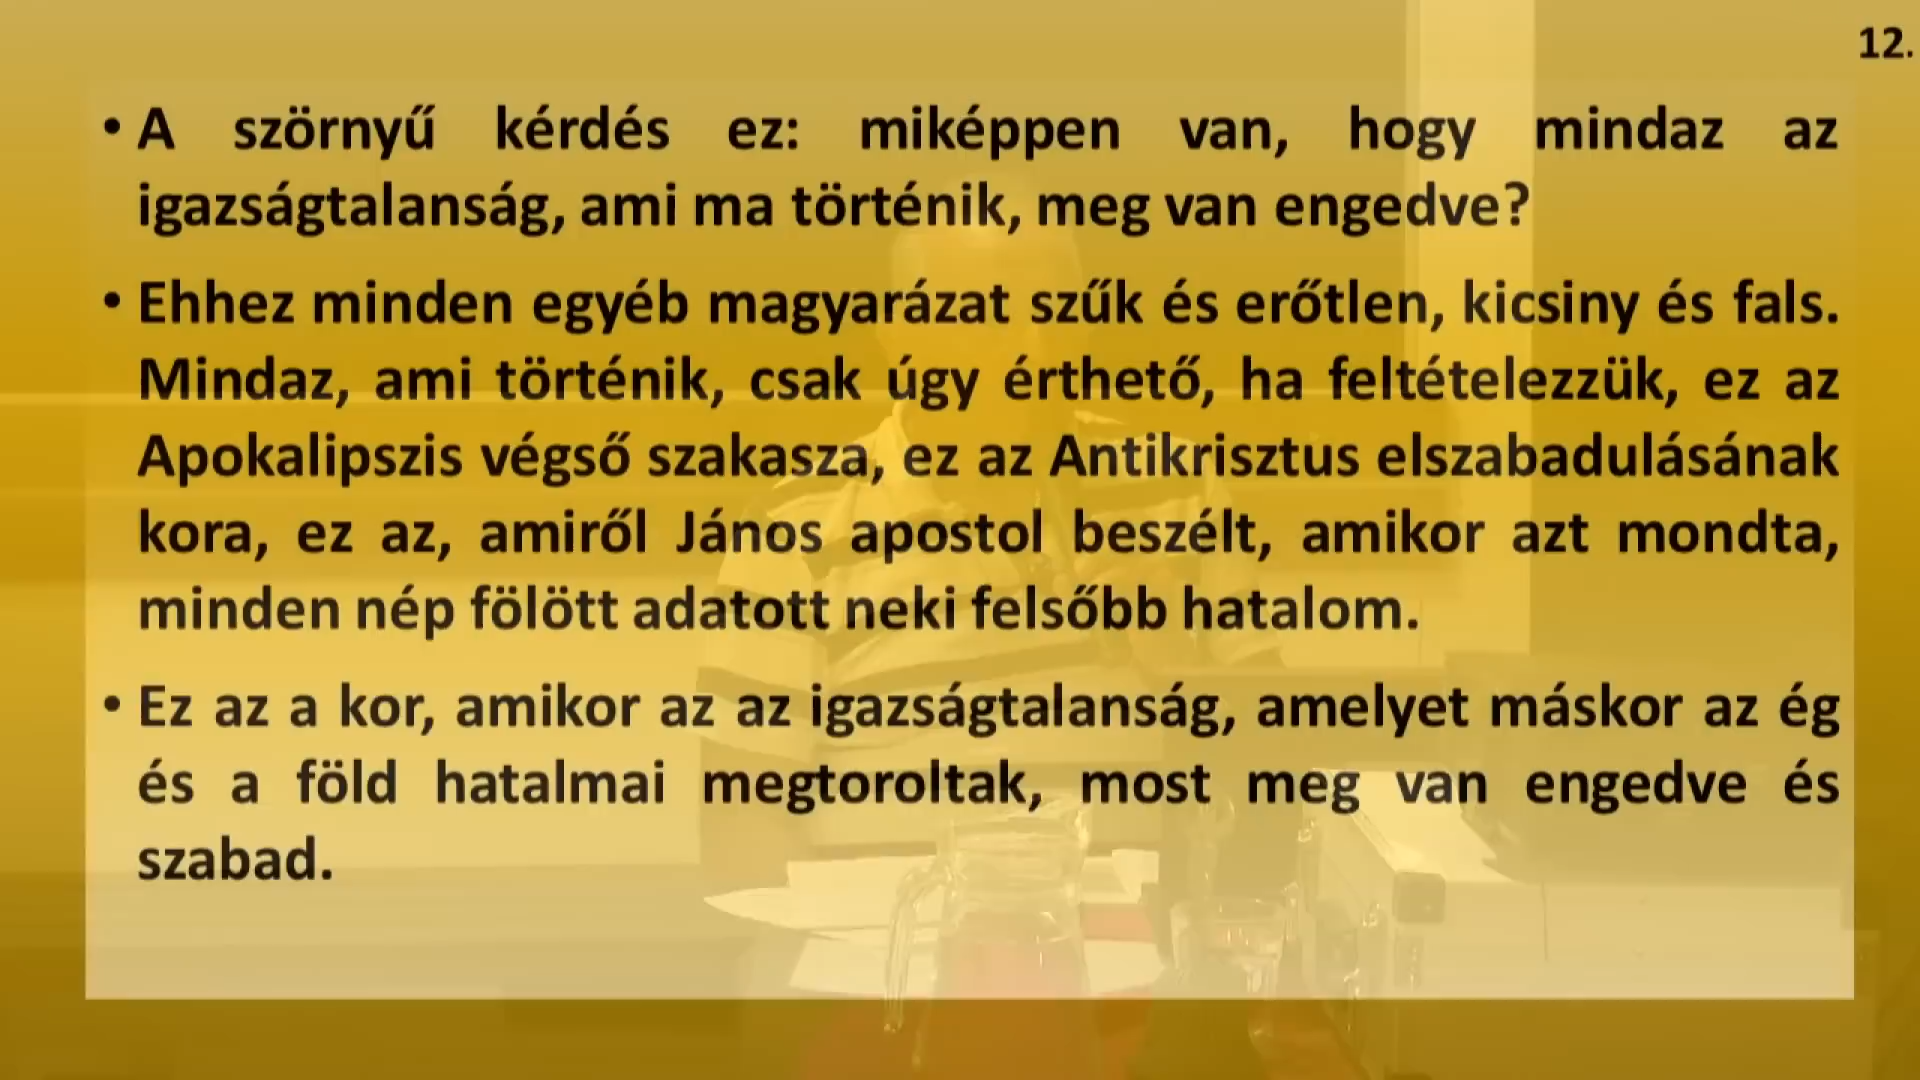 12.
• A szörnyű kérdés ez: miképpen van, hogy mindaz az
igazságtalanság, ami ma történik, meg van engedve?
• Ehhez minden egyéb magyarázat szűk és erőtlen, kicsiny és fals.
Mindaz, ami történik, csak úgy érthető, ha feltételezzük, ez az
Apokalipszis végső szakasza, ez az Antikrisztus elszabadulásának
kora, ez az, amiről János apostol beszélt, amikor azt mondta,
minden nép fölött adatott neki felsőbb hatalom.
• Ez az a kor, amikor az az igazságtalanság, amelyet máskor az ég
és a föld hatalmai megtoroltak, most meg van engedve és
szabad.